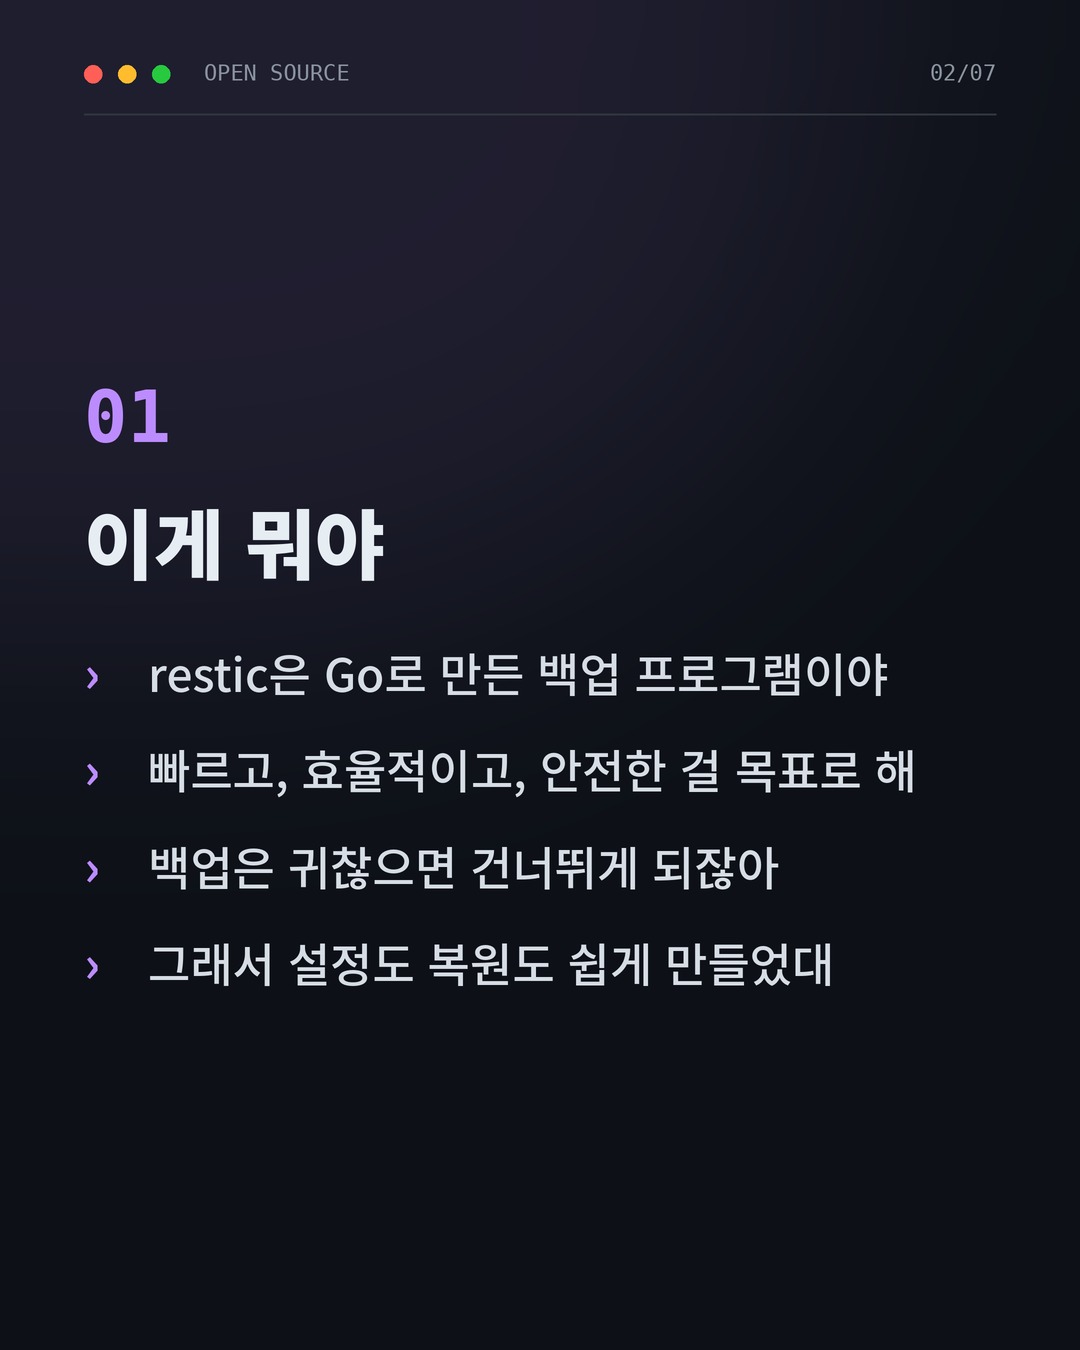 OPEN SOURCE
02/07
01
이게 뭐야
› restic은 Go로 만든 백업 프로그램이야
› 빠르고, 효율적이고, 안전한 걸 목표로 해
› 백업은 귀찮으면 건너뛰게 되잖아
› 그래서 설정도 복원도 쉽게 만들었대